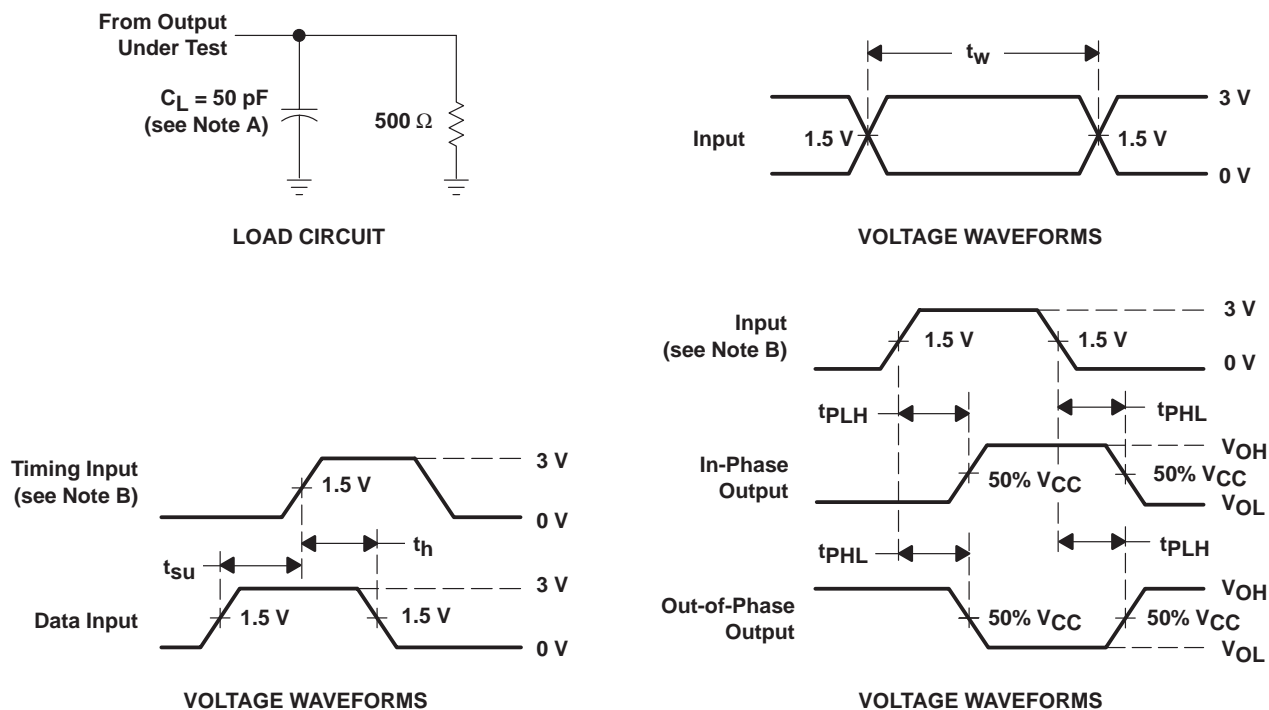 From Output
Under Test
CL = 50 pF
(see Note A)
500 Ω
LOAD CIRCUIT
tw
3 V
Input
1.5 V
1.5 V
0 V
VOLTAGE WAVEFORMS
Timing Input
(see Note B)
1.5 V
3 V
0 V
th
tsu
3 V
Data Input
1.5 V
1.5 V
0 V
VOLTAGE WAVEFORMS
Input
(see Note B)
1.5 V
1.5 V
3 V
0 V
tPLH
tPHL
In-Phase
Output
50% VCC
VOH
50% VCC
VOL
tPHL
tPLH
Out-of-Phase
Output
50% VCC
VOH
50% VCC
VOL
VOLTAGE WAVEFORMS